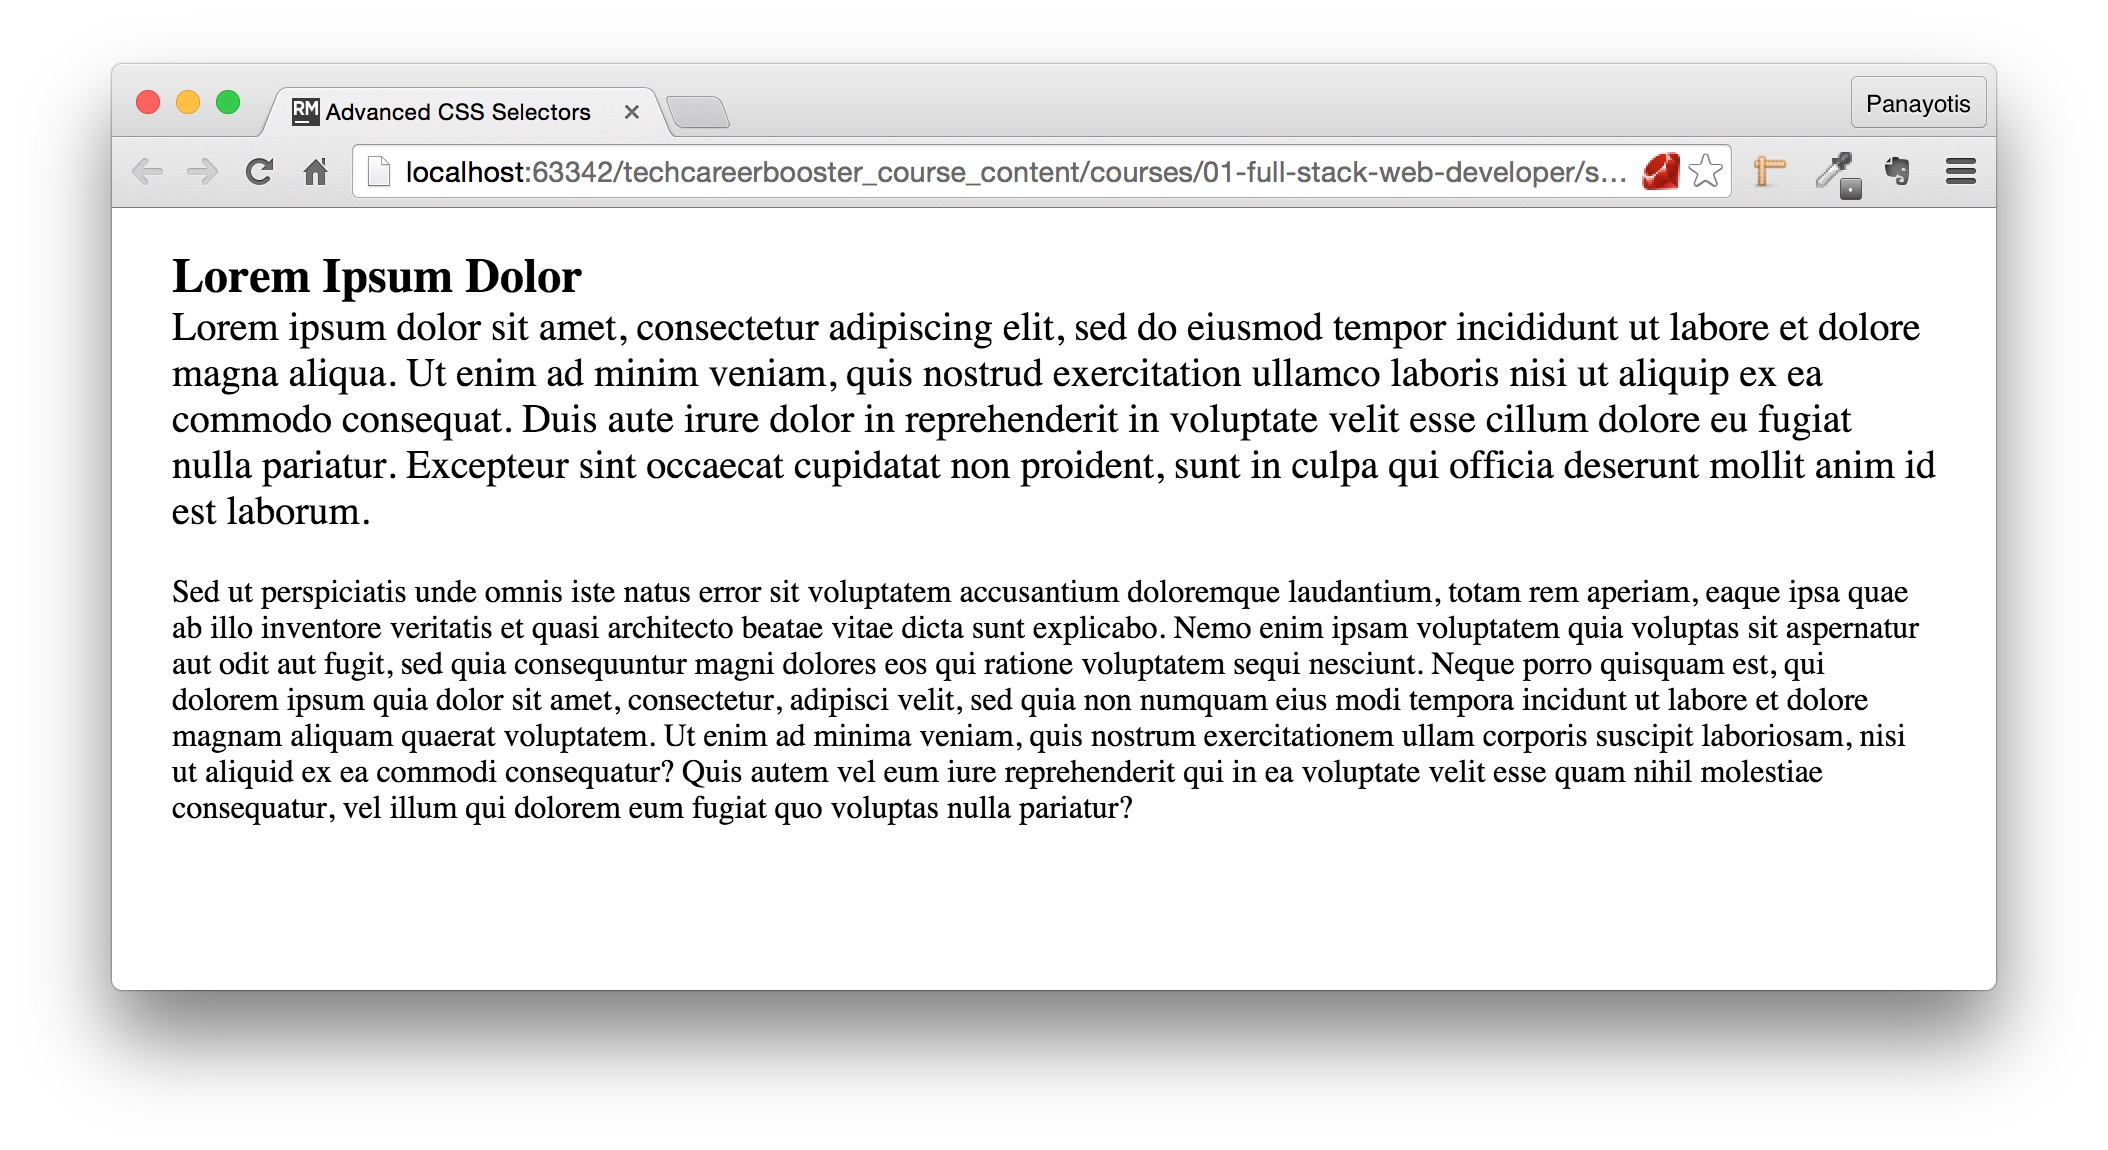 RM Advanced CSS Selectors
Panayotis
localhost:63342/techcareerbooster_course_content/courses/01-full-stack-web-developer/s...
Lorem Ipsum Dolor
Lorem ipsum dolor sit amet, consectetur adipiscing elit, sed do eiusmod tempor incididunt ut labore et dolore
magna aliqua. Ut enim ad minim veniam, quis nostrud exercitation ullamco laboris nisi ut aliquip ex ea
commodo consequat. Duis aute irure dolor in reprehenderit in voluptate velit esse cillum dolore eu fugiat
nulla pariatur. Excepteur sint occaecat cupidatat non proident, sunt in culpa qui officia deserunt mollit anim id
est laborum.
Sed ut perspiciatis unde omnis iste natus error sit voluptatem accusantium doloremque laudantium, totam rem aperiam, eaque ipsa quae
ab illo inventore veritatis et quasi architecto beatae vitae dicta sunt explicabo. Nemo enim ipsam voluptatem quia voluptas sit aspernatur
aut odit aut fugit, sed quia consequuntur magni dolores eos qui ratione voluptatem sequi nesciunt. Neque porro quisquam est, qui
dolorem ipsum quia dolor sit amet, consectetur, adipisci velit, sed quia non numquam eius modi tempora incidunt ut labore et dolore
magnam aliquam quaerat voluptatem. Ut enim ad minima veniam, quis nostrum exercitationem ullam corporis suscipit laboriosam, nisi
ut aliquid ex ea commodi consequatur? Quis autem vel eum iure reprehenderit qui in ea voluptate velit esse quam nihil molestiae
consequatur, vel illum qui dolorem eum fugiat quo voluptas nulla pariatur?